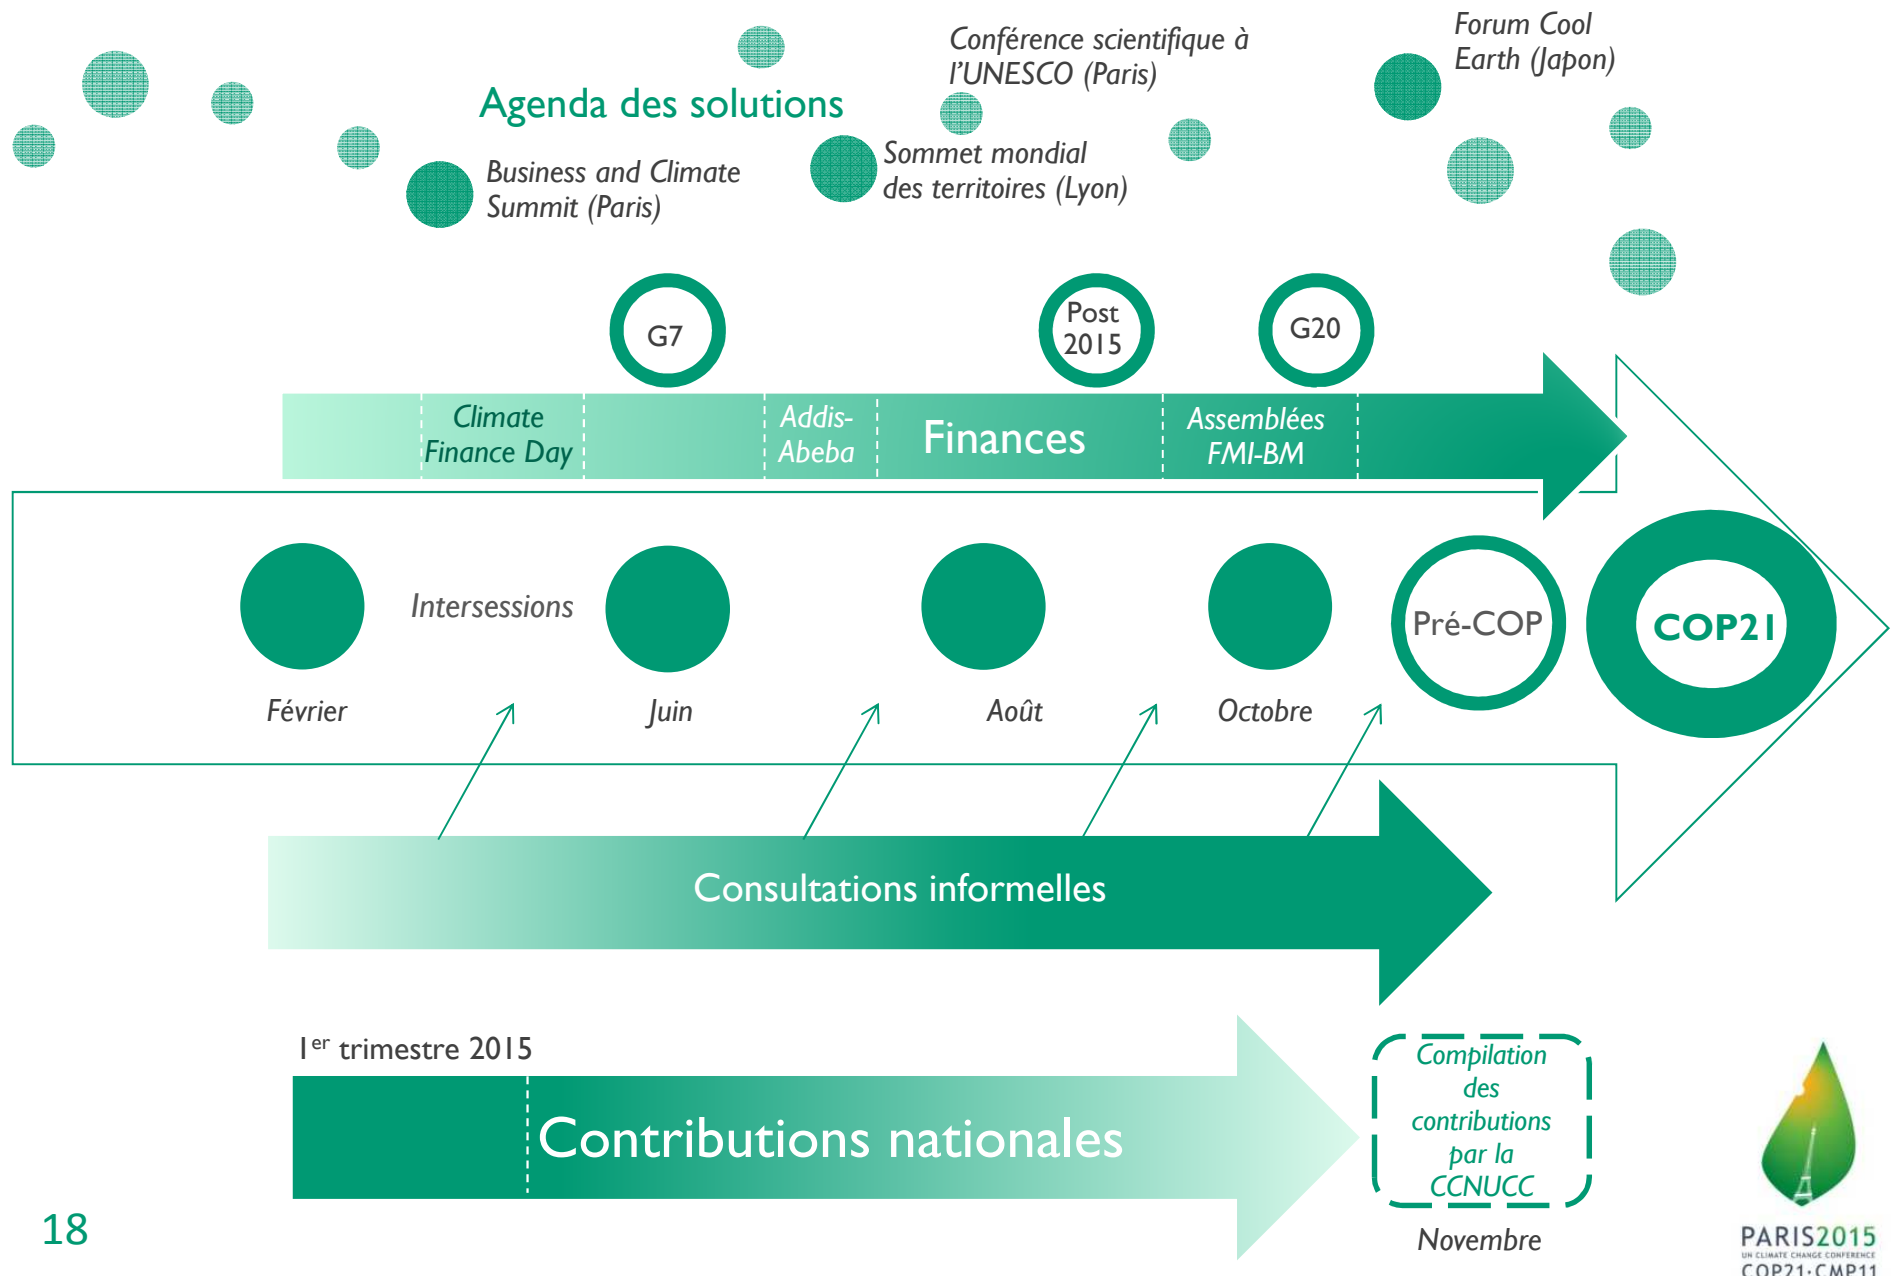 Forum Cool
Earth (Japon)
Conférence scientifique à
l'UNESCO (Paris)
Agenda des solutions
Sommet mondial
des territoires (Lyon)
Business and Climate
Summit (Paris)
G7
Post
2015
G20
Climate
Finance Day
Addis-
Abeba
Finances
Assemblées
FMI-BM
Intersessions
Pré-COP
COP21
Février
Juin
Août
Octobre
Consultations informelles
1er trimestre 2015
Contributions nationales
Compilation
des
contributions
par la
CCNUCC
Novembre
18
PARIS2015
UN CLIMATE CHANGE CONFERENCE
COP21·CMP11